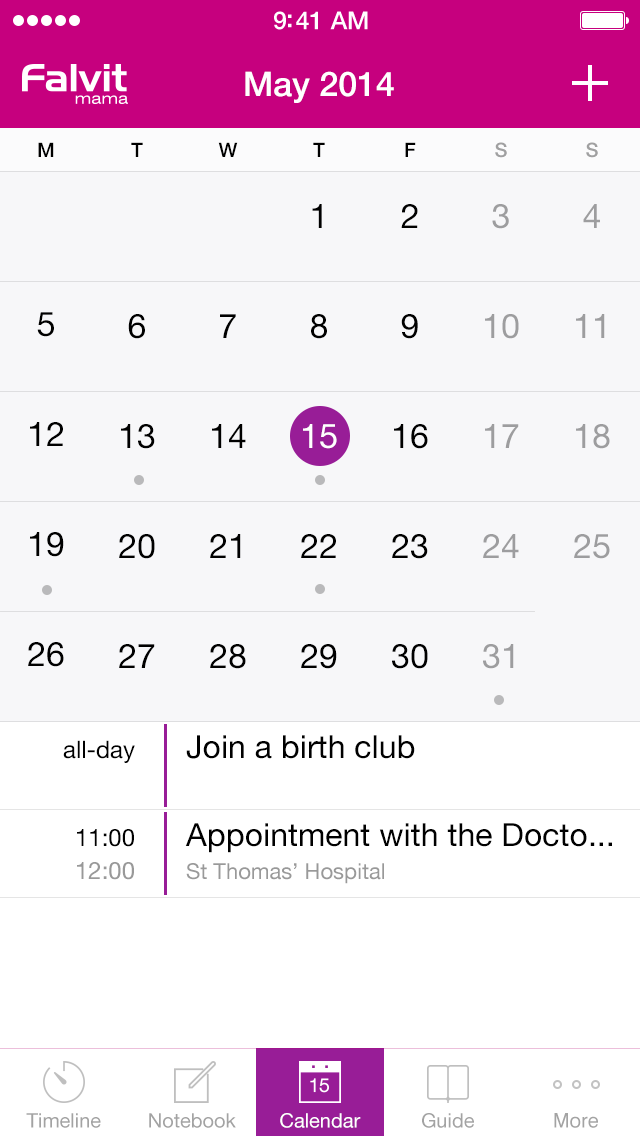 9:41 AM
Falvit
mama
May 2014
M T W T F S S
1 2 3 4
5 6 7 8 9 10 11
12 13 14 15 16 17 18
19 20 21 22 23 24 25
26 27 28 29 30 31
all-day Join a birth club
11:00 Appointment with the Docto...
12:00 St Thomas’ Hospital
15
Timeline Notebook Calendar Guide More